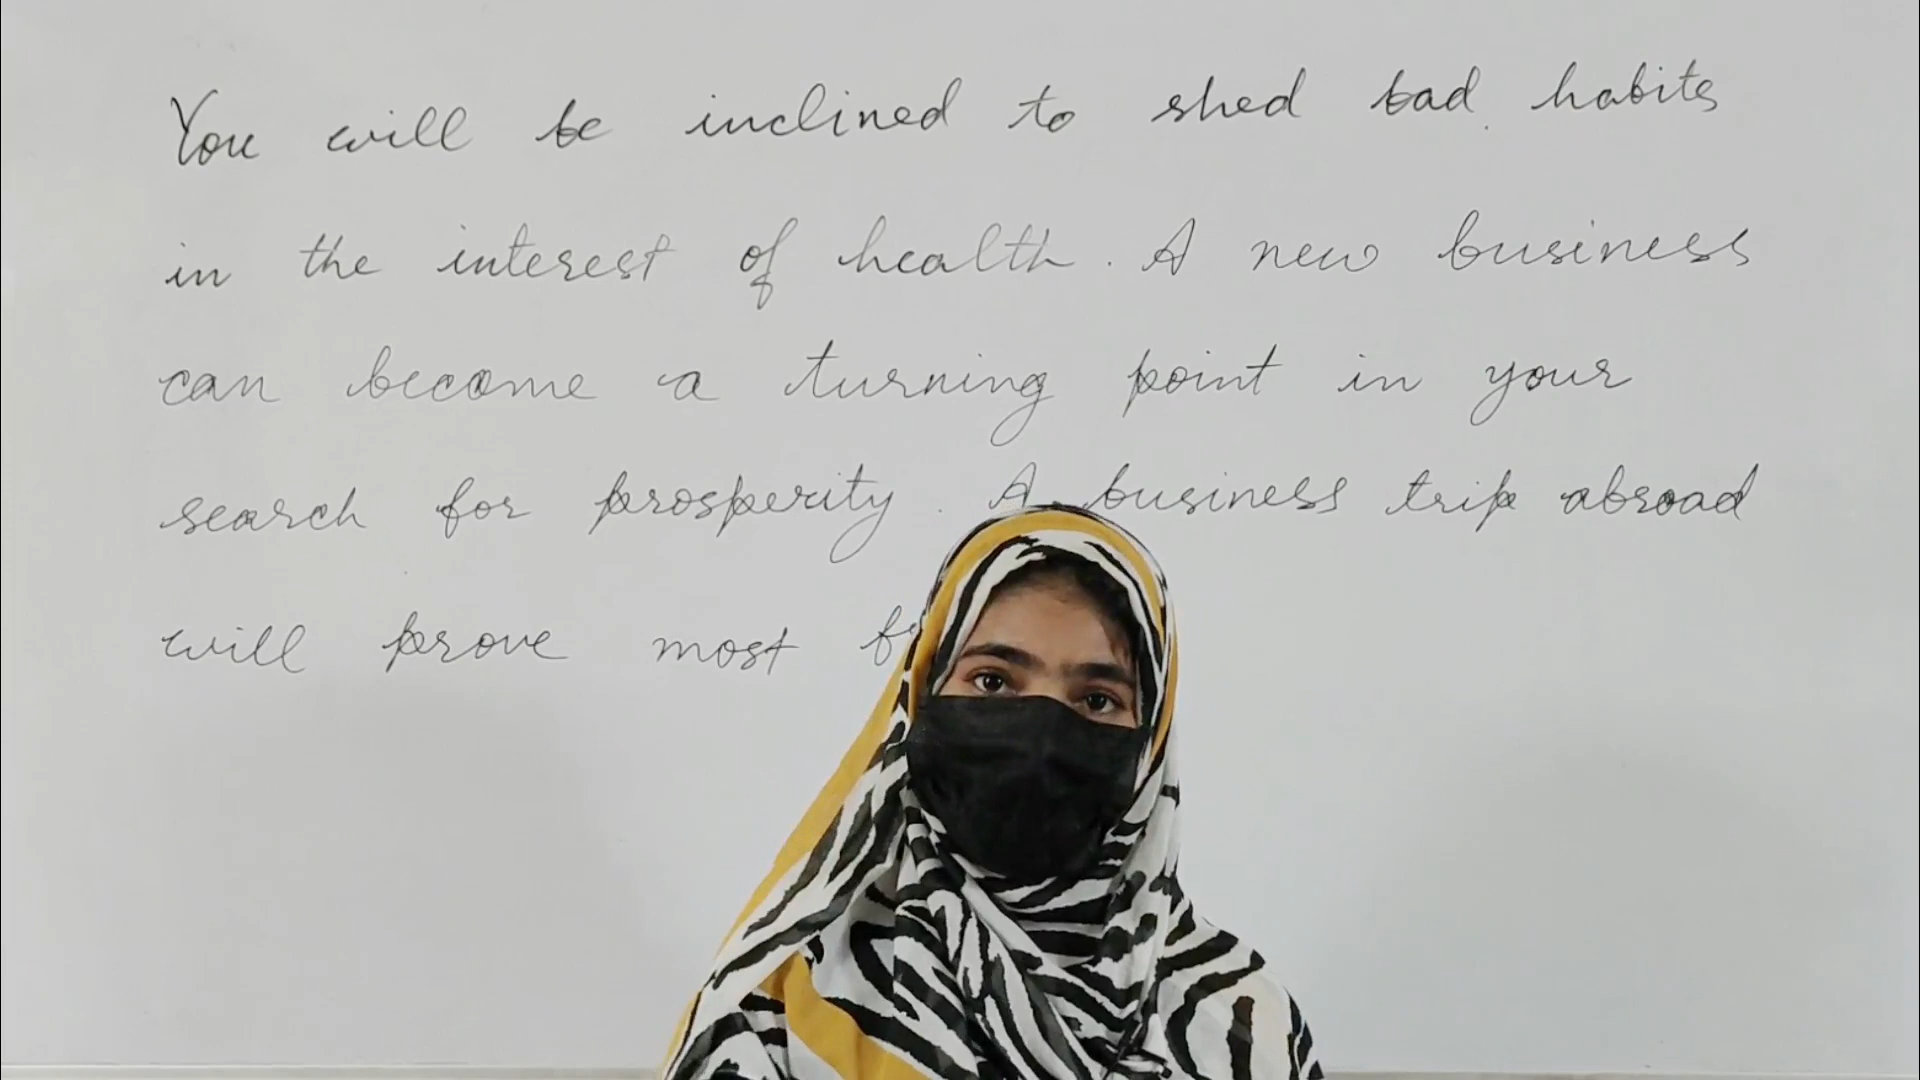 You will be inclined to shed bad habits
in the interest of health. A new business
can become a turning point in your
search for prosperity. A business trip abroad
will prove most